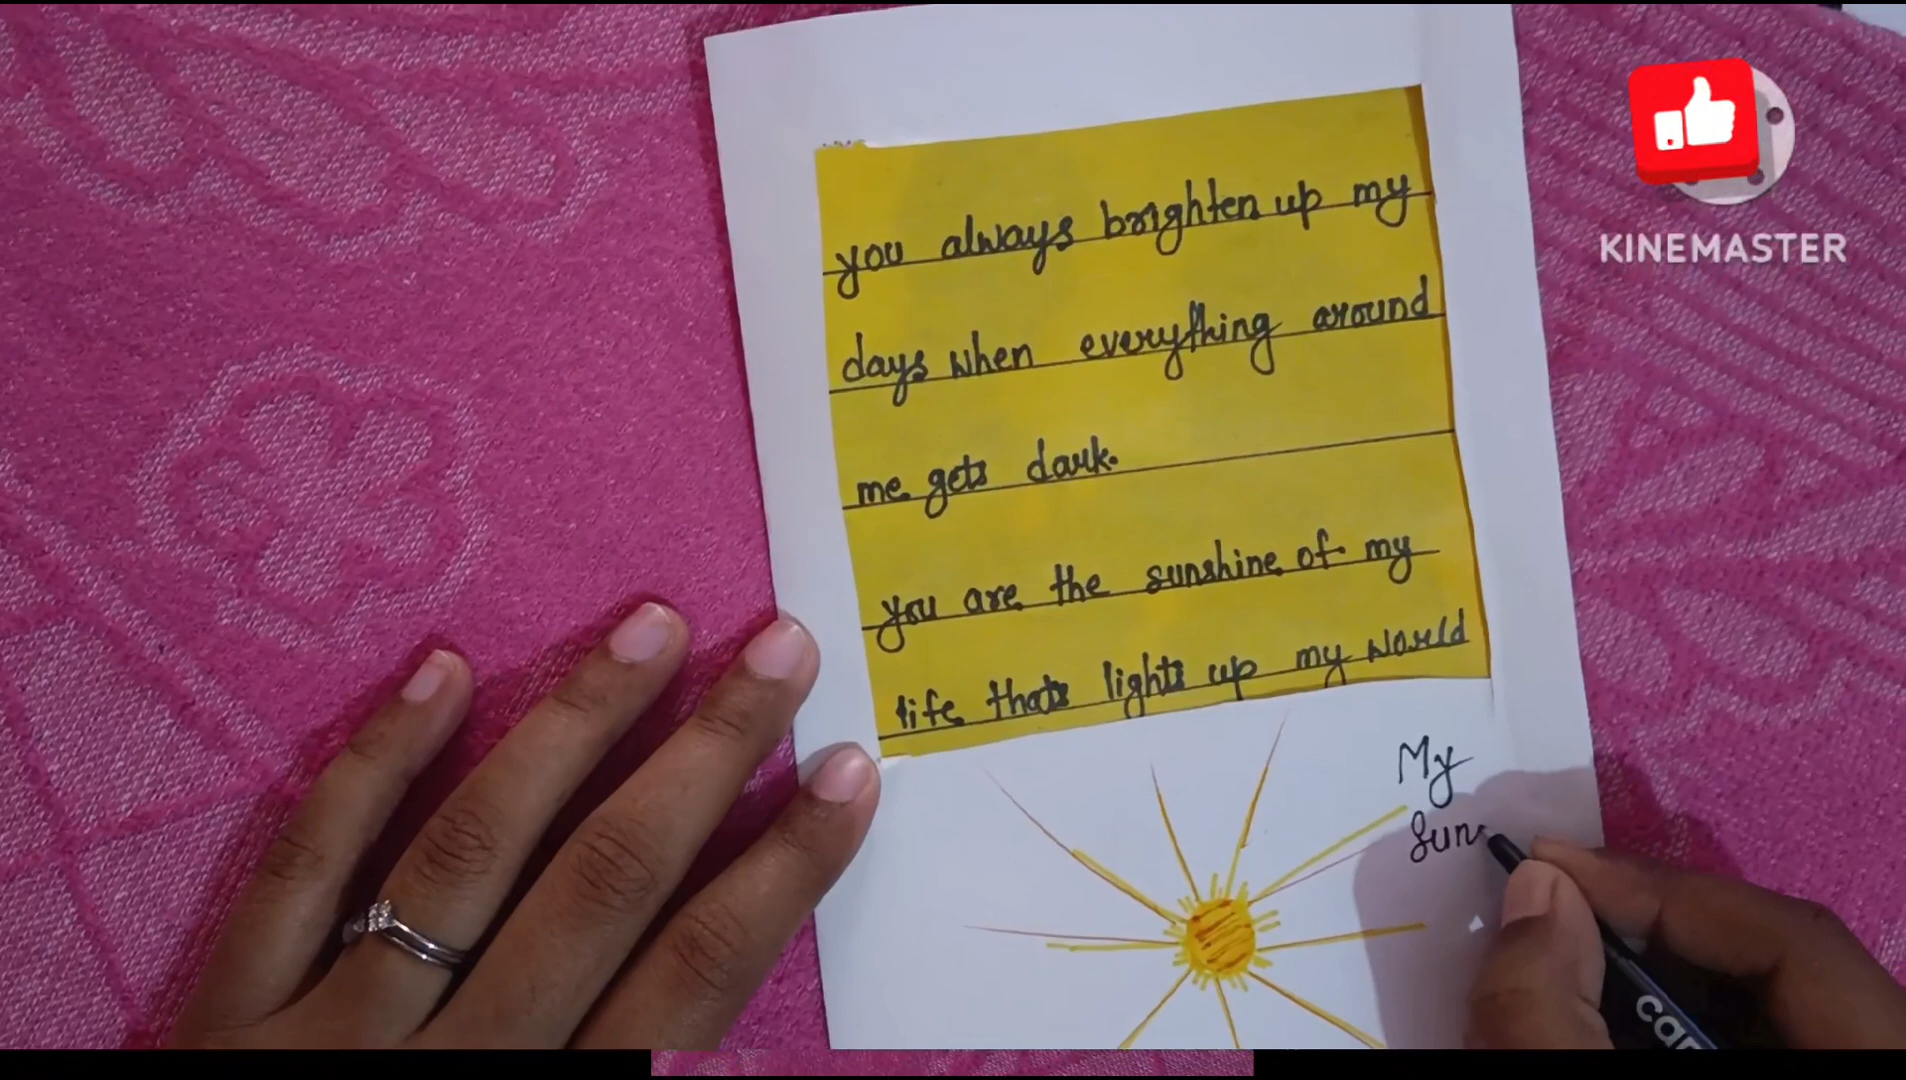 you always brighten up my
days when everything around
me gets dark.
you are the sunshine of my
life thats lights up my world
My
Sun
KINEMASTER